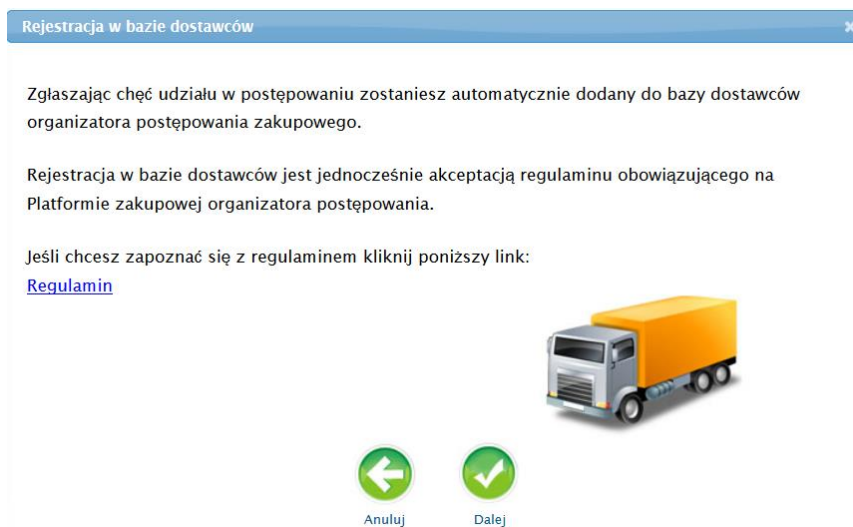 Rejestracja w bazie dostawców
Zgłaszając chęć udziału w postępowaniu zostaniesz automatycznie dodany do bazy dostawców
organizatora postępowania zakupowego.
Rejestracja w bazie dostawców jest jednocześnie akceptacją regulaminu obowiązującego na
Platformie zakupowej organizatora postępowania.
Jeśli chcesz zapoznać się z regulaminem kliknij poniższy link:
Regulamin
Anuluj Dalej